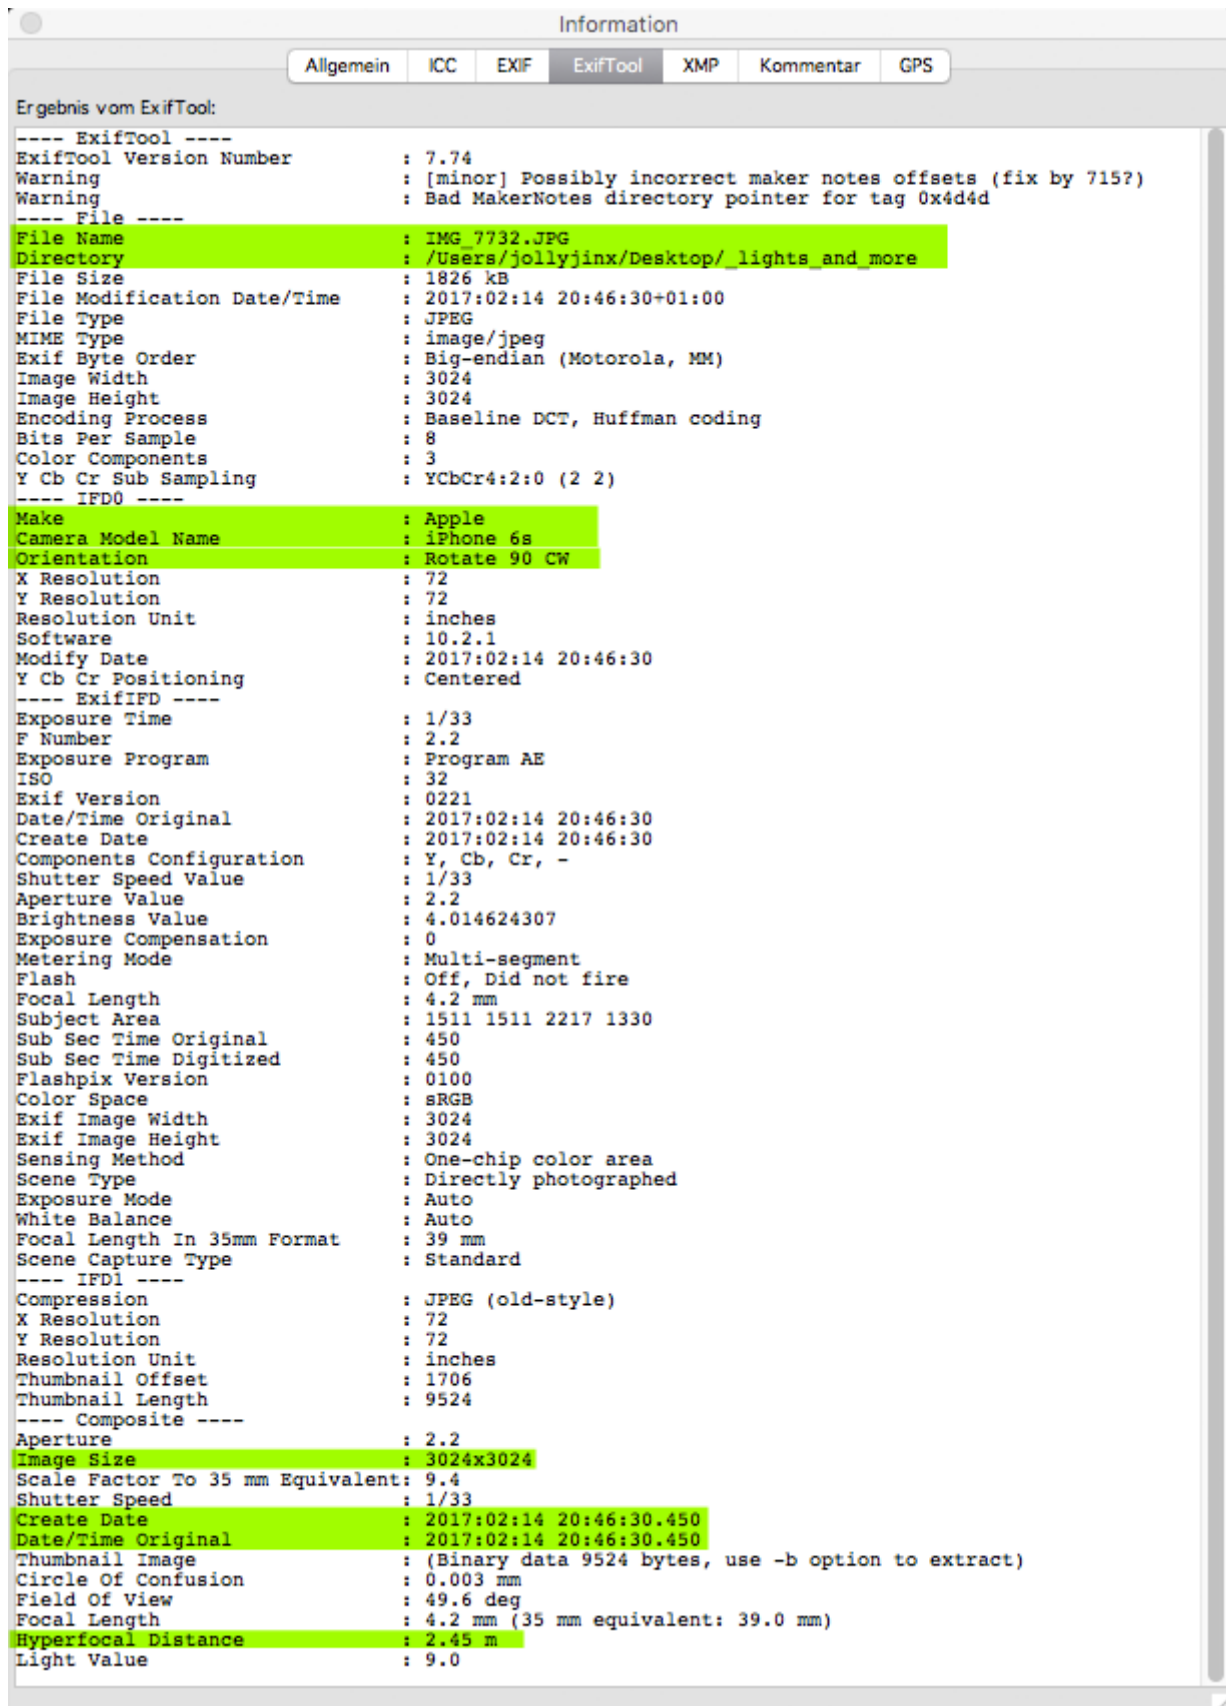 Information
Allgemein ICC EXIF ExifTool XMP Kommentar GPS
Ergebnis vom ExifTool:
---- ExifTool ----
ExifTool Version Number : 7.74
Warning : [minor] Possibly incorrect maker notes offsets (fix by 715?)
Warning : Bad MakerNotes directory pointer for tag 0x4d4d
---- File ----
File Name : IMG_7732.JPG
Directory : /Users/jollyjinx/Desktop/_lights_and_more
File Size : 1826 kB
File Modification Date/Time : 2017:02:14 20:46:30+01:00
File Type : JPEG
MIME Type : image/jpeg
Exif Byte Order : Big-endian (Motorola, MM)
Image Width : 3024
Image Height : 3024
Encoding Process : Baseline DCT, Huffman coding
Bits Per Sample : 8
Color Components : 3
Y Cb Cr Sub Sampling : YCbCr4:2:0 (2 2)
---- IFD0 ----
Make : Apple
Camera Model Name : iPhone 6s
Orientation : Rotate 90 CW
X Resolution : 72
Y Resolution : 72
Resolution Unit : inches
Software : 10.2.1
Modify Date : 2017:02:14 20:46:30
Y Cb Cr Positioning : Centered
---- ExifIFD ----
Exposure Time : 1/33
F Number : 2.2
Exposure Program : Program AE
ISO : 32
Exif Version : 0221
Date/Time Original : 2017:02:14 20:46:30
Create Date : 2017:02:14 20:46:30
Components Configuration : Y, Cb, Cr, -
Shutter Speed Value : 1/33
Aperture Value : 2.2
Brightness Value : 4.014624307
Exposure Compensation : 0
Metering Mode : Multi-segment
Flash : Off, Did not fire
Focal Length : 4.2 mm
Subject Area : 1511 1511 2217 1330
Sub Sec Time Original : 450
Sub Sec Time Digitized : 450
Flashpix Version : 0100
Color Space : sRGB
Exif Image Width : 3024
Exif Image Height : 3024
Sensing Method : One-chip color area
Scene Type : Directly photographed
Exposure Mode : Auto
White Balance : Auto
Focal Length In 35mm Format : 39 mm
Scene Capture Type : Standard
---- IFD1 ----
Compression : JPEG (old-style)
X Resolution : 72
Y Resolution : 72
Resolution Unit : inches
Thumbnail Offset : 1706
Thumbnail Length : 9524
---- Composite ----
Aperture : 2.2
Image Size : 3024x3024
Scale Factor To 35 mm Equivalent: 9.4
Shutter Speed : 1/33
Create Date : 2017:02:14 20:46:30.450
Date/Time Original : 2017:02:14 20:46:30.450
Thumbnail Image : (Binary data 9524 bytes, use -b option to extract)
Circle Of Confusion : 0.003 mm
Field Of View : 49.6 deg
Focal Length : 4.2 mm (35 mm equivalent: 39.0 mm)
Hyperfocal Distance : 2.45 m
Light Value : 9.0